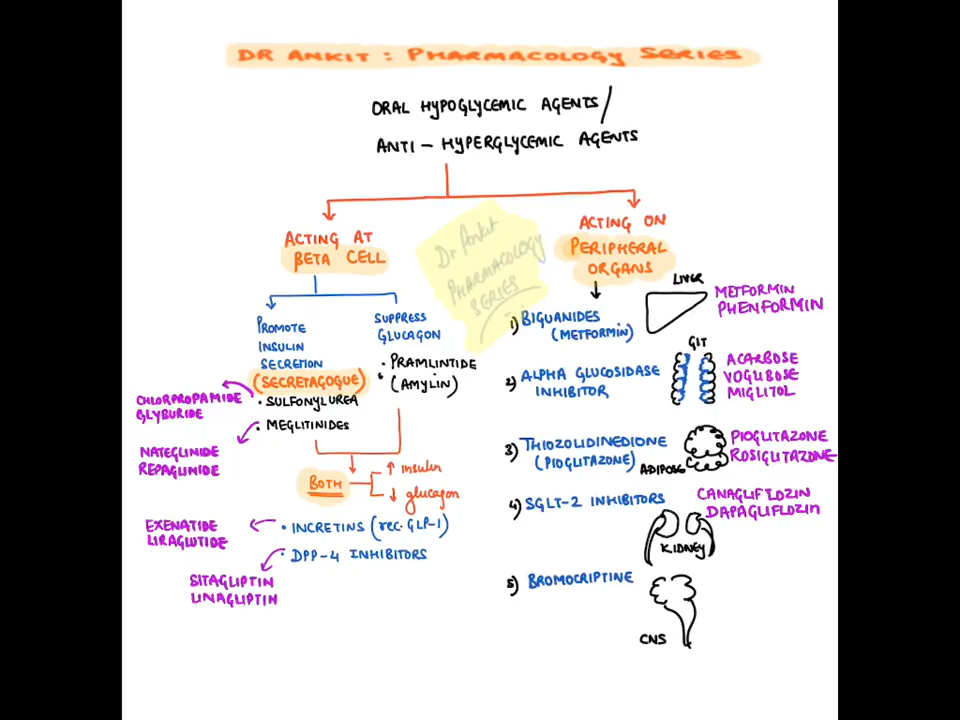 DR ANKIT : PHARMACOLOGY SERIES
ORAL HYPOGLYCEMIC AGENTS/
ANTI - HYPERGLYCEMIC AGENTS
ACTING AT
BETA CELL
PROMOTE
INSULIN
SECRETION
(SECRETAGOGUE)
• SULFONYLUREA
• MEGLITINIDES
CHLORPROPAMIDE
GLYBURIDE
NATEGLINIDE
REPAGLINIDE
SUPPRESS
GLUCAGON
• PRAMLINTIDE
• (AMYLIN)
BOTH
↑ insulin
↓ glucagon
• INCRETINS (rec. GLP-1)
• DPP-4 INHIBITORS
EXENATIDE
LIRAGLUTIDE
SITAGLIPTIN
LINAGLIPTIN
Dr Ankit
PHARMACOLOGY
SERIES
ACTING ON
PERIPHERAL
ORGANS
1) BIGUANIDES
(METFORMIN)
LIVER
METFORMIN
PHENFORMIN
2) ALPHA GLUCOSIDASE
INHIBITOR
GIT
ACARBOSE
VOGLIBOSE
MIGLITOL
3) THIOZOLIDINEDIONE
(PIOGLITAZONE)
ADIPOSE
PIOGLITAZONE
ROSIGLITAZONE
4) SGLT-2 INHIBITORS
CANAGLIFLOZIN
DAPAGLIFLOZIN
KIDNEY
5) BROMOCRIPTINE
CNS